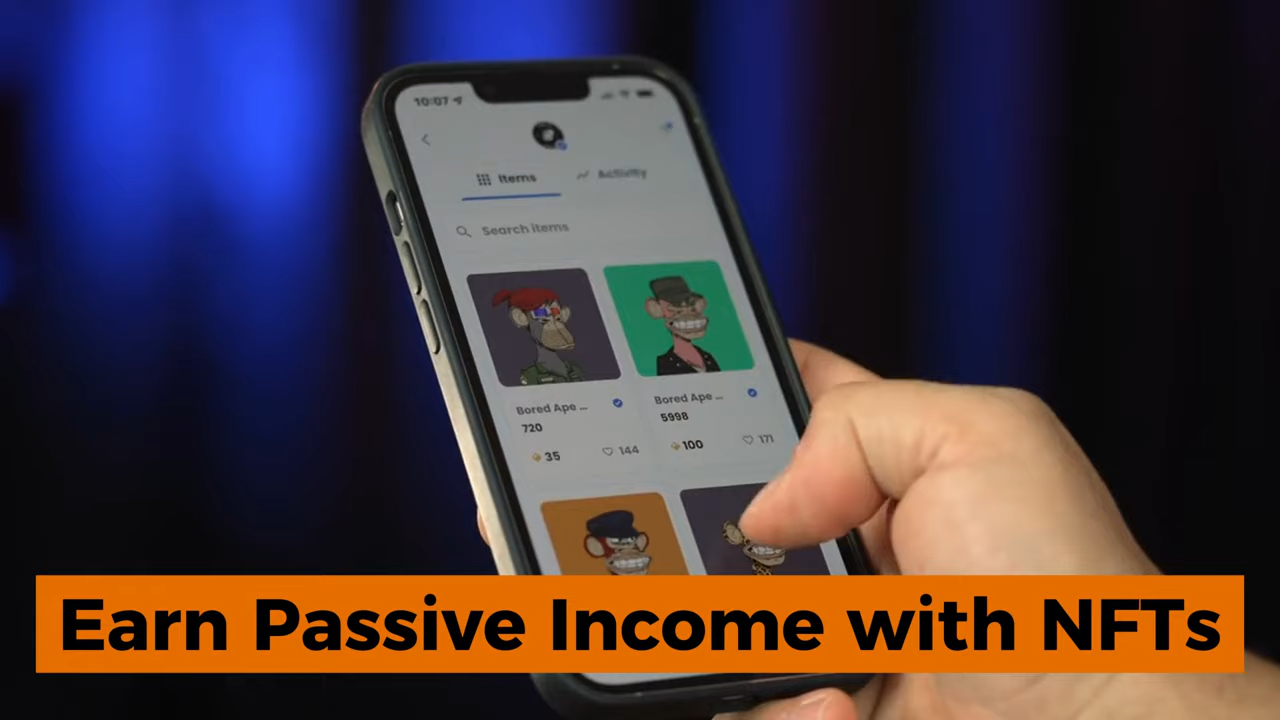 10:07
Items
Activity
Search items
Bored Ape ...
720
35
144
Bored Ape ...
5998
100
171
Earn Passive Income with NFTs